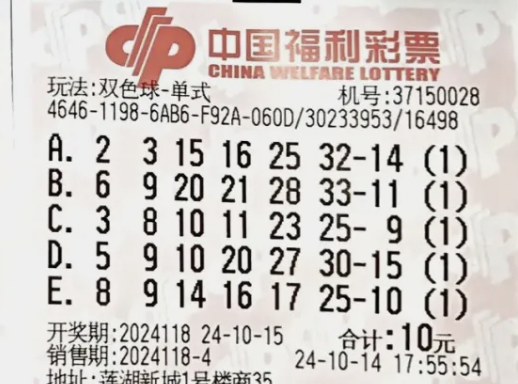 中国福利彩票
CHINA WELFARE LOTTERY
玩法:双色球-单式 机号:37150028
4646-1198-6AB6-F92A-060D/30233953/16498
A. 2 3 15 16 25 32-14 (1)
B. 6 9 20 21 28 33-11 (1)
C. 3 8 10 11 23 25- 9 (1)
D. 5 9 10 20 27 30-15 (1)
E. 8 9 14 16 17 25-10 (1)
开奖期:2024118 24-10-15 合计:10元
销售期:2024118-4 24-10-14 17:55:54
地址:莲湖新城1号楼商35